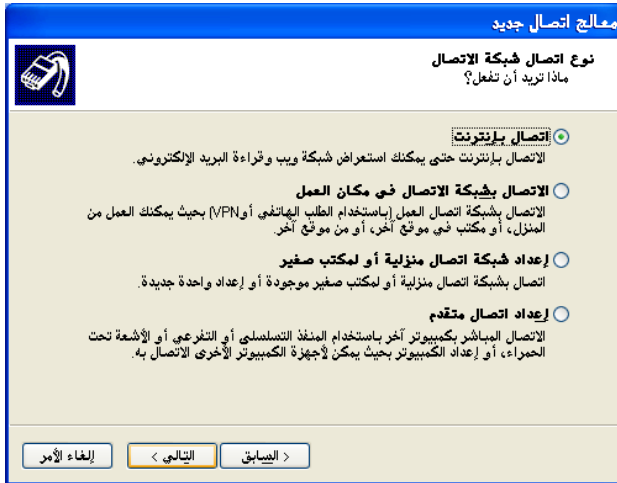 معالج اتصال جديد
نوع اتصال شبكة الاتصال
ماذا تريد أن تفعل؟
اتصال بإنترنت
الاتصال بإنترنت حتى يمكنك استعراض شبكة ويب وقراءة البريد الإلكتروني.
الاتصال بشبكة الاتصال في مكان العمل
الاتصال بشبكة اتصال العمل (باستخدام الطلب الهاتفي أوVPN) بحيث يمكنك العمل من
المنزل، أو مكتب في موقع آخر، أو من موقع آخر.
إعداد شبكة اتصال منزلية أو لمكتب صغير
اتصال بشبكة اتصال منزلية أو لمكتب صغير موجودة أو إعداد واحدة جديدة.
إعداد اتصال متقدم
الاتصال المباشر بكمبيوتر آخر باستخدام المنفذ التسلسلي أو التفرعي أو الأشعة تحت
الحمراء، أو إعداد الكمبيوتر بحيث يمكن لأجهزة الكمبيوتر الأخرى الاتصال به.
< السابق التالي > إلغاء الأمر